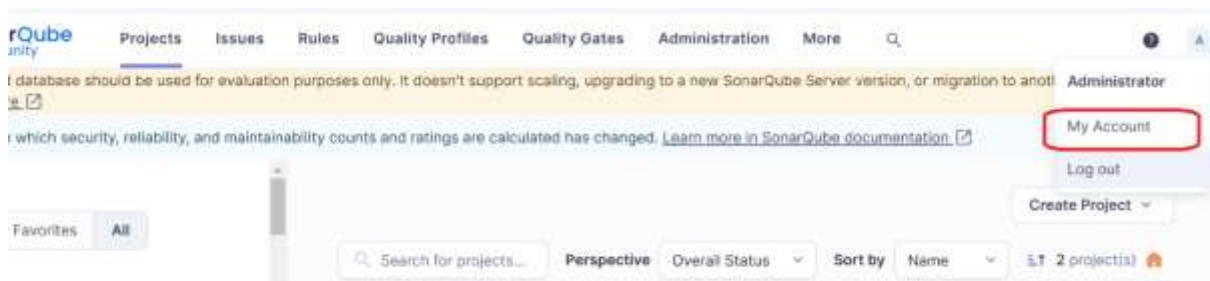 rQube Projects Issues Rules Quality Profiles Quality Gates Administration More A
unity
t database should be used for evaluation purposes only. It doesn't support scaling, upgrading to a new SonarQube Server version, or migration to anoth
e
Administrator
which security, reliability, and maintainability counts and ratings are calculated has changed. Learn more in SonarQube documentation.
My Account
Log out
Create Project
Favorites All
Search for projects... Perspective Overall Status Sort by Name 2 project(s)